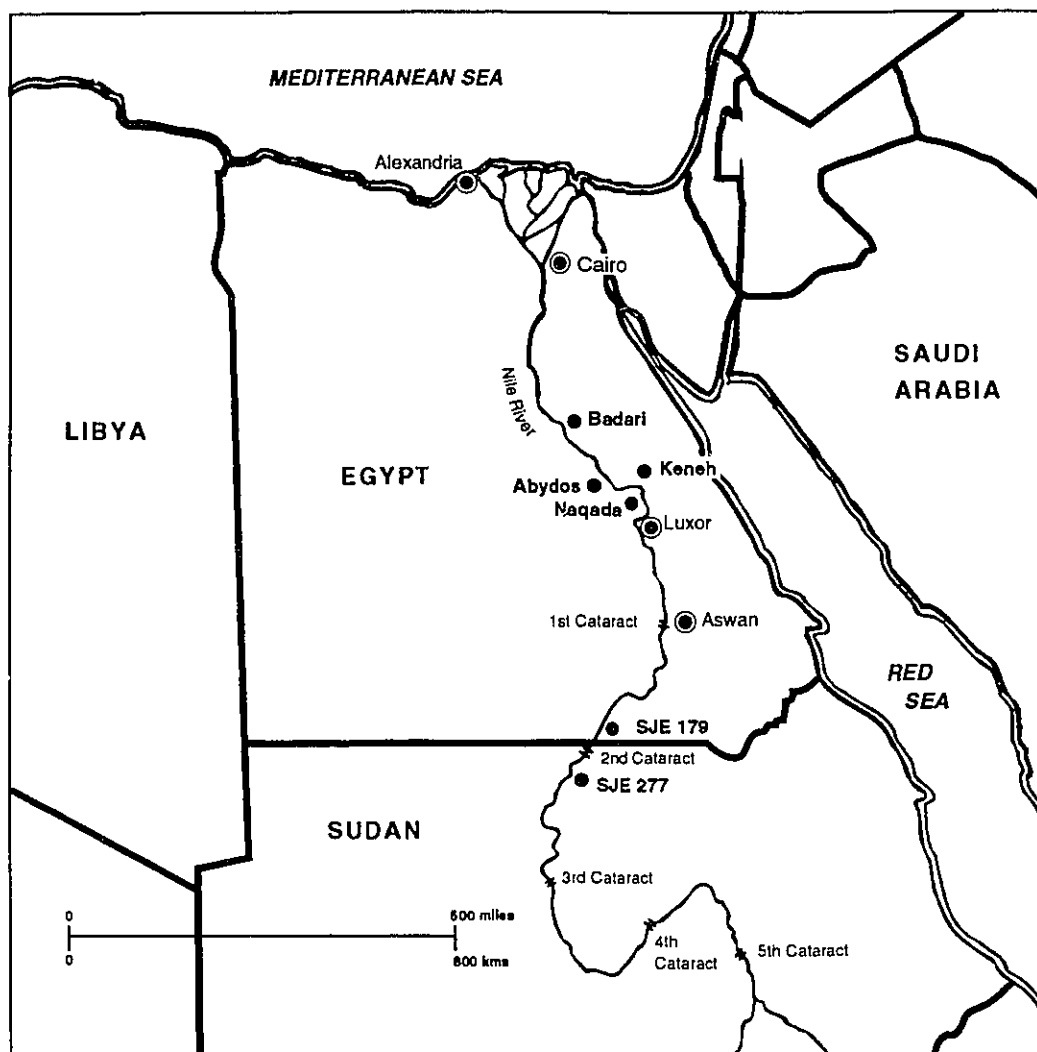 MEDITERRANEAN SEA
Alexandria
Cairo
SAUDI
ARABIA
Nile River
Badari
LIBYA
EGYPT
Keneh
Abydos
Naqada
Luxor
1st Cataract
Aswan
RED
SEA
SJE 179
2nd Cataract
SJE 277
SUDAN
3rd Cataract
0
500 miles
4th
Cataract
5th Cataract
0
800 kms